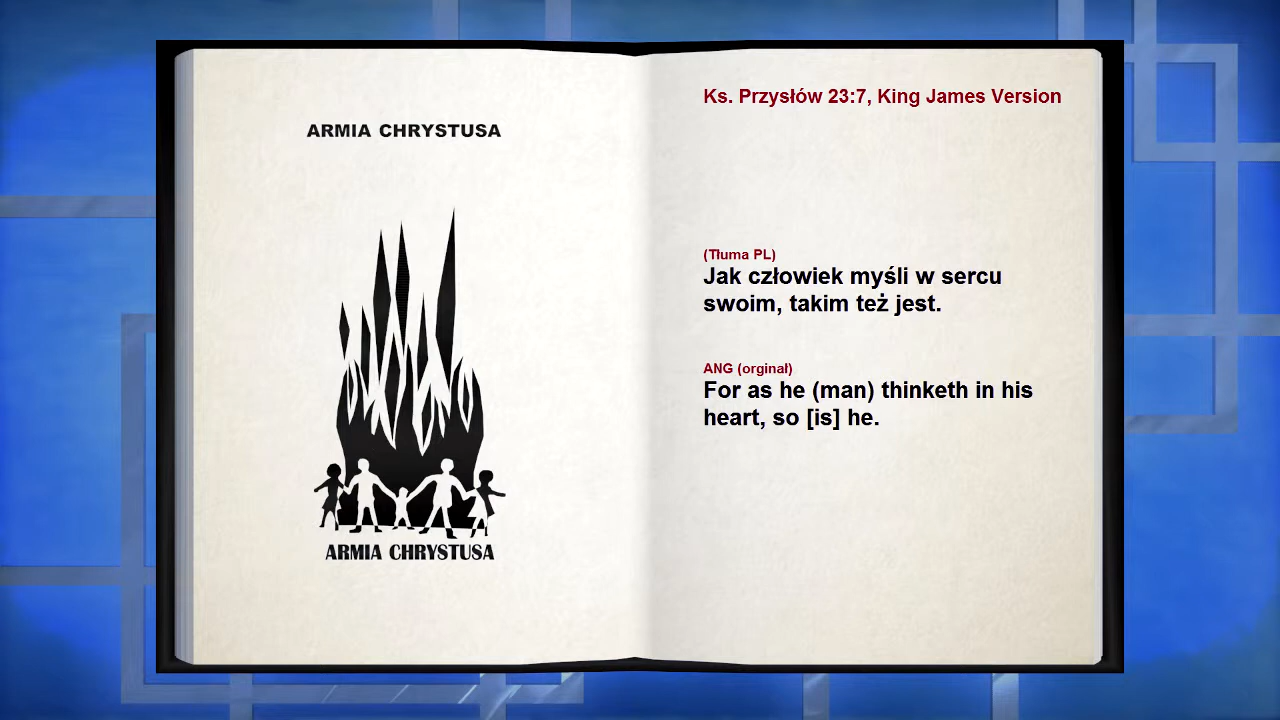 ARMIA CHRYSTUSA
ARMIA CHRYSTUSA
Ks. Przysłów 23:7, King James Version
(Tłuma PL)
Jak człowiek myśli w sercu
swoim, takim też jest.
ANG (orginał)
For as he (man) thinketh in his
heart, so [is] he.